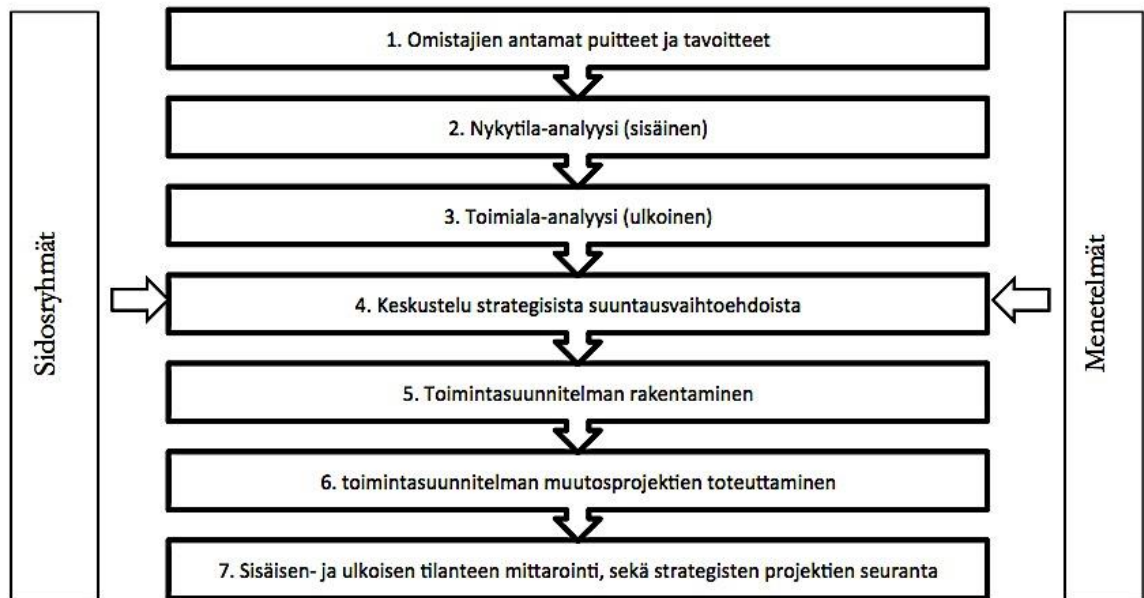 Sidosryhmät
1. Omistajien antamat puitteet ja tavoitteet
2. Nykytila-analyysi (sisäinen)
3. Toimiala-analyysi (ulkoinen)
4. Keskustelu strategisista suuntausvaihtoehdoista
5. Toimintasuunnitelman rakentaminen
6. toimintasuunnitelman muutosprojektien toteuttaminen
7. Sisäisen- ja ulkoisen tilanteen mittarointi, sekä strategisten projektien seuranta
Menetelmät